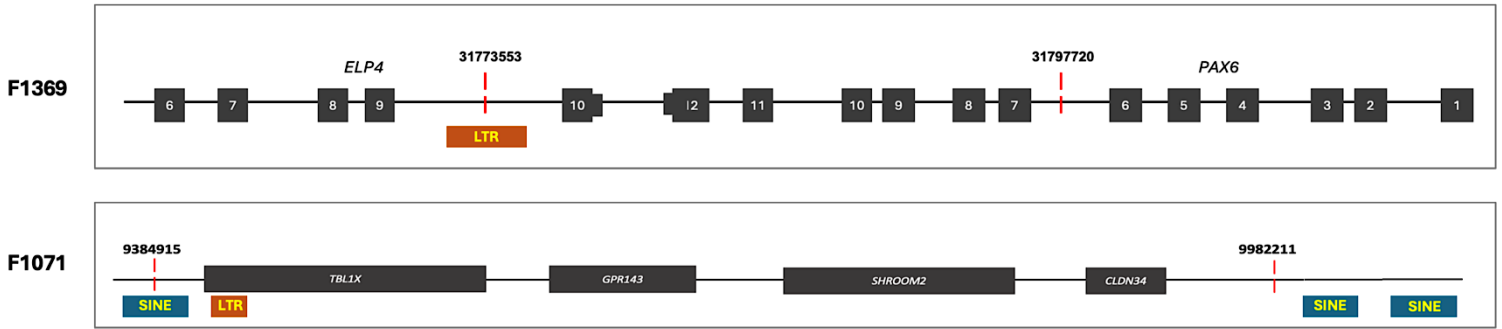 31773553 31797720
ELP4 PAX6
F1369
6 7 8 9 10 12 11 10 9 8 7 6 5 4 3 2 1
LTR
9384915 9982211
F1071
TBL1X GPR143 SHROOM2 CLDN34
SINE LTR SINE SINE